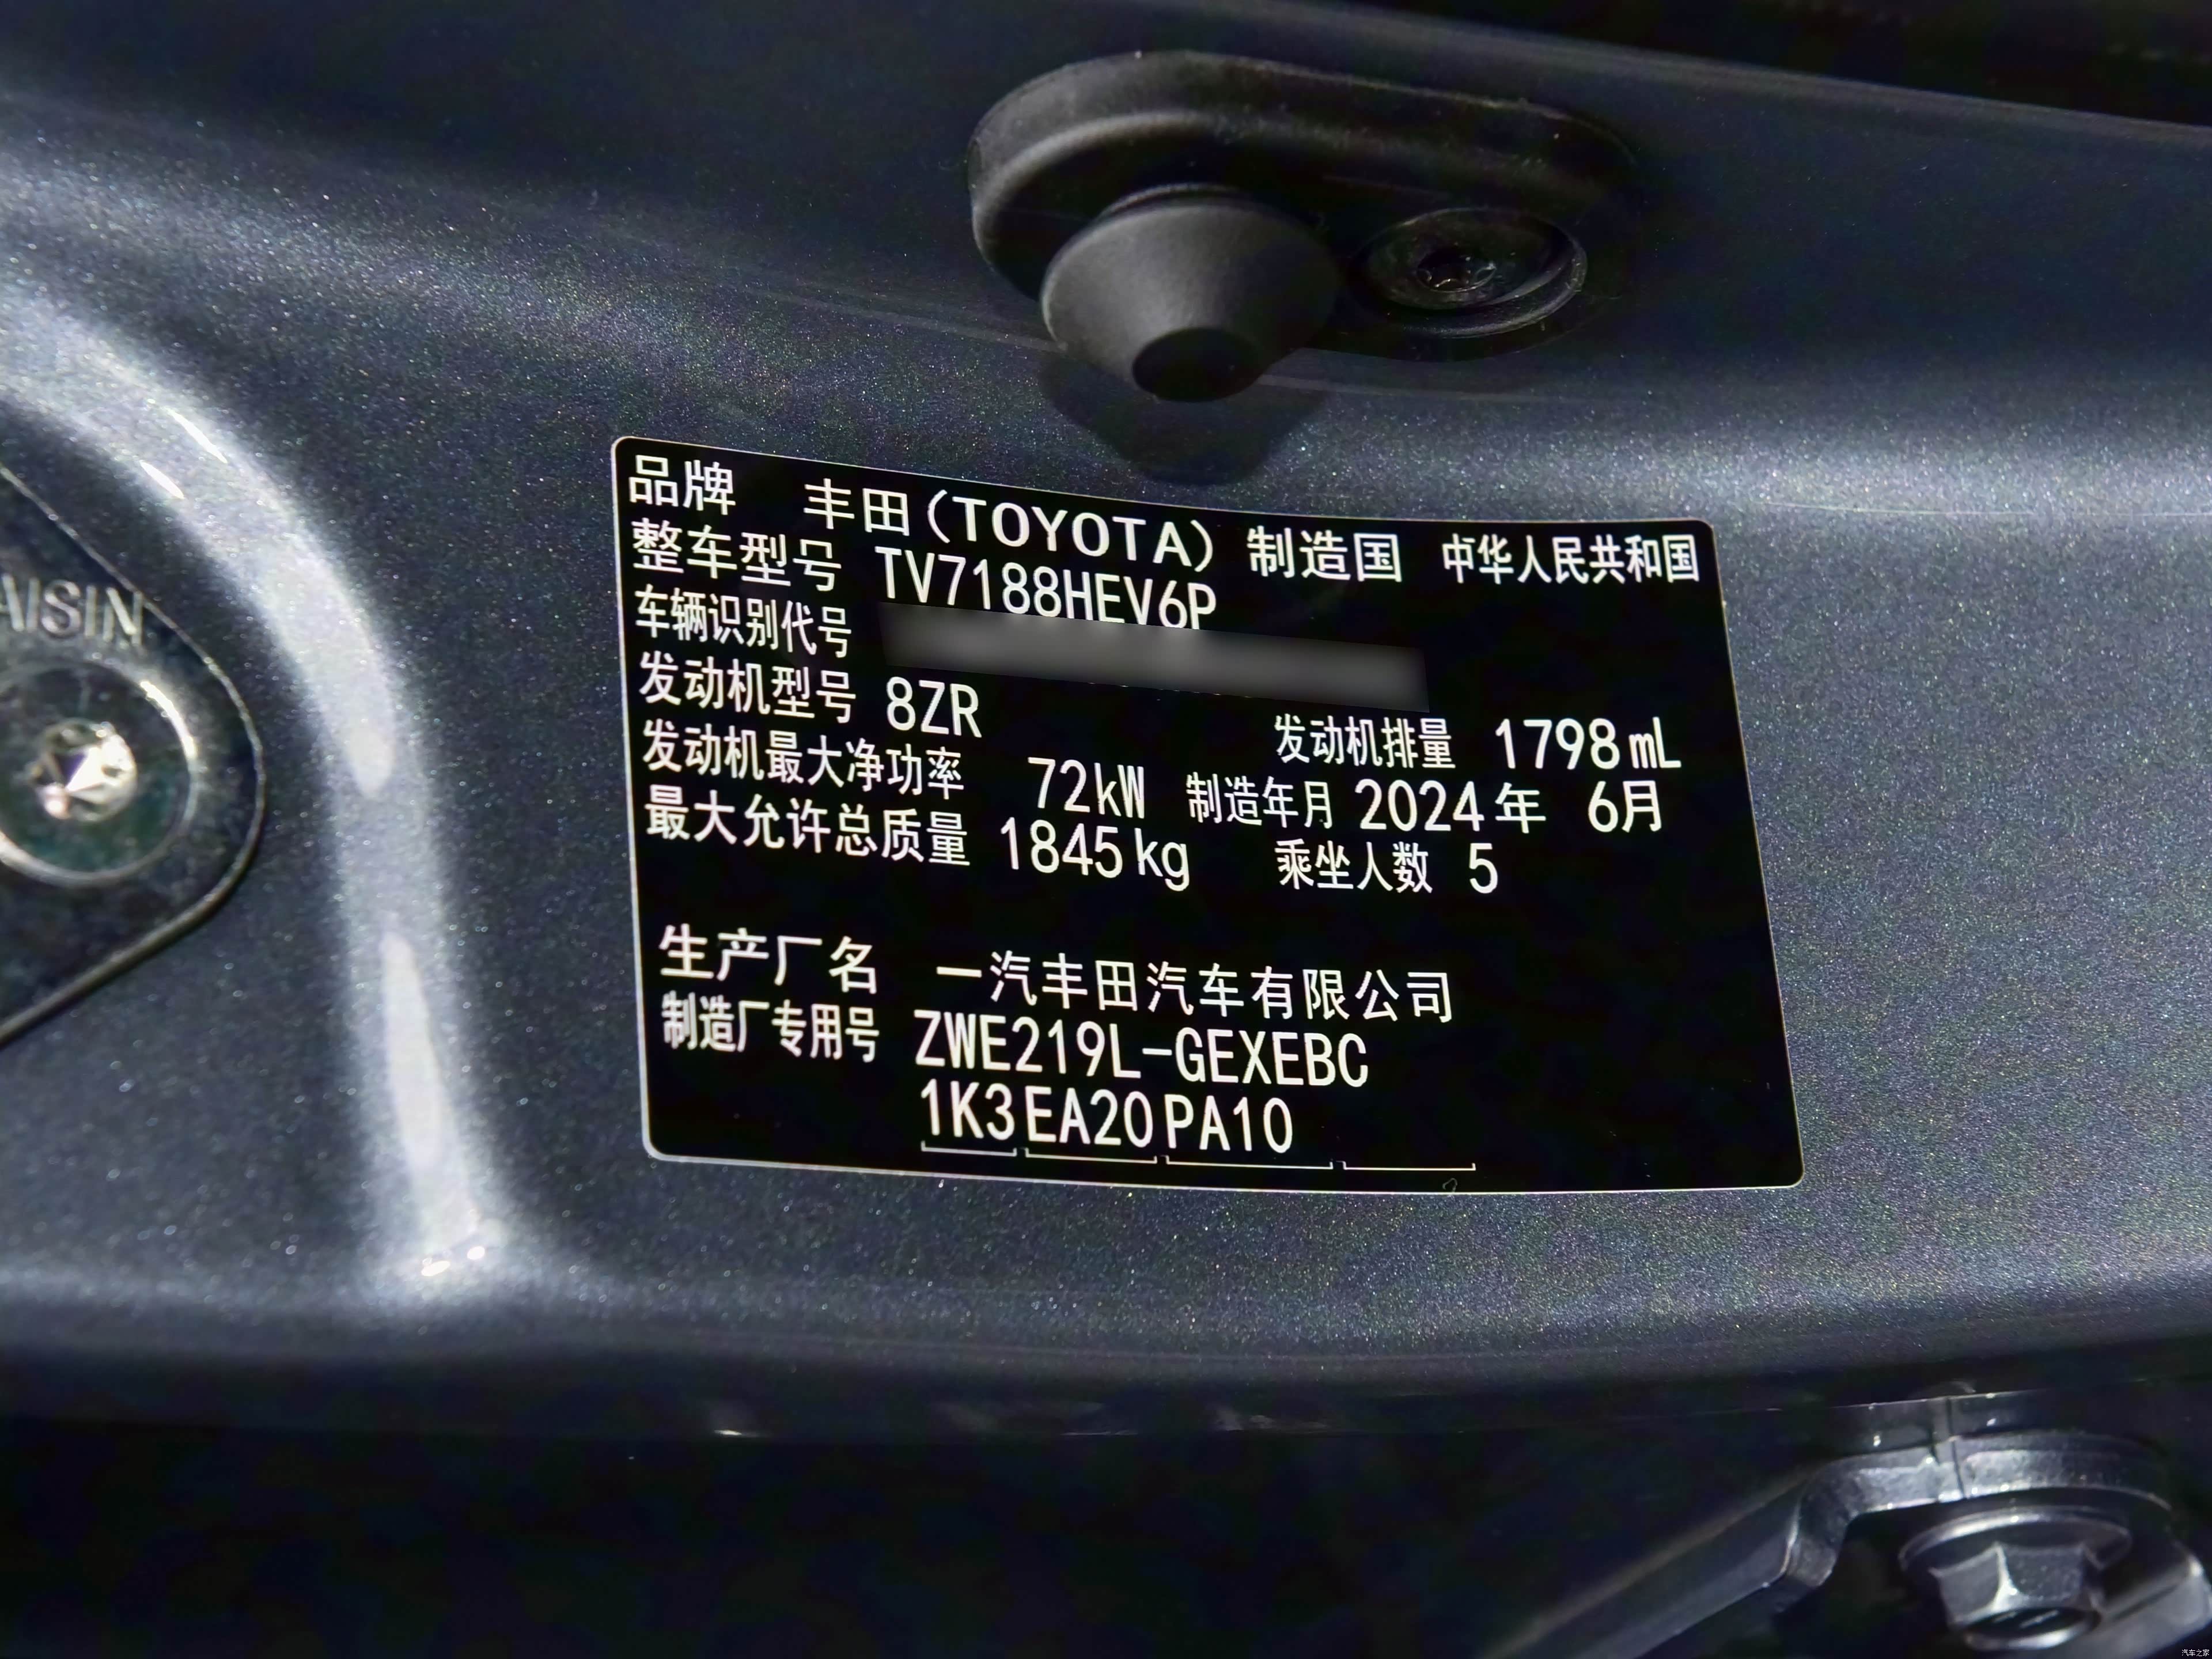 AISIN
品牌 丰田(TOYOTA) 制造国 中华人民共和国
整车型号 TV7188HEV6P
车辆识别代号
发动机型号 8ZR 发动机排量 1798mL
发动机最大净功率 72kW 制造年月 2024年 6月
最大允许总质量 1845kg 乘坐人数 5
生产厂名 一汽丰田汽车有限公司
制造厂专用号 ZWE219L-GEXEBC
1K3 EA20 PA10
汽车之家